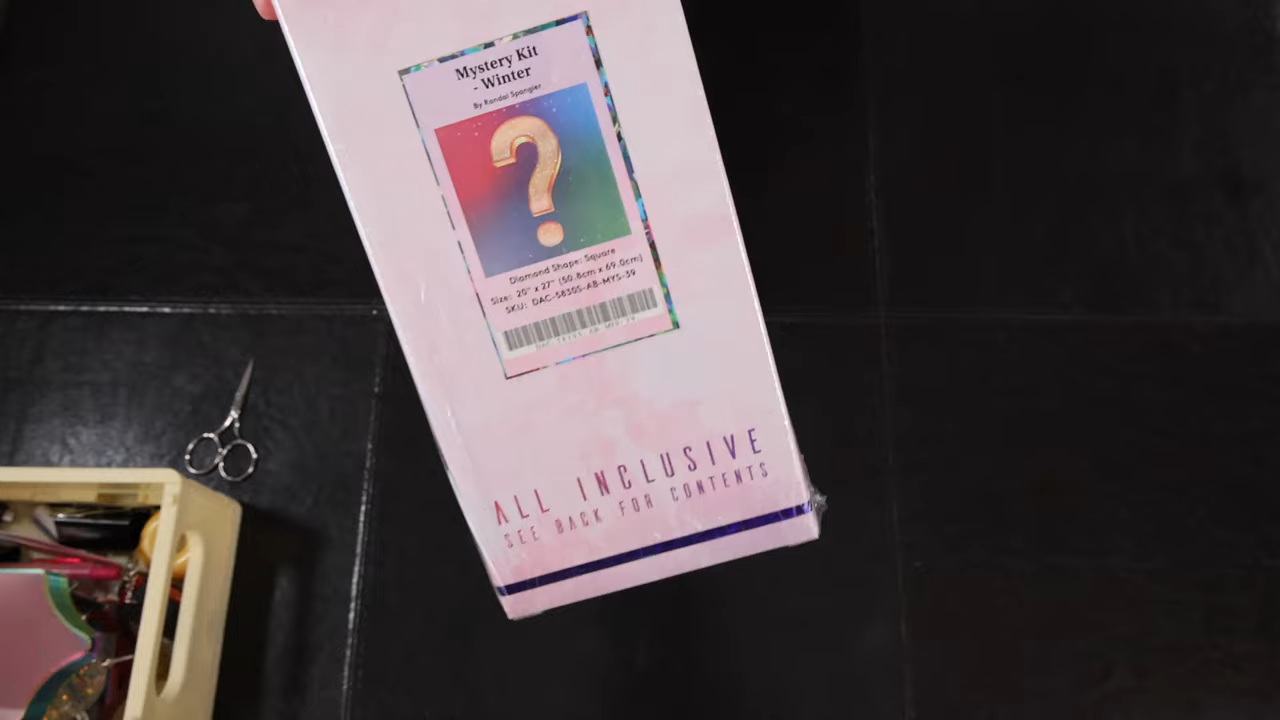 Mystery Kit
- Winter
By Randal Spangler
?
Diamond Shape: Square
Size: 20" x 27" (50.8cm x 69.0cm)
SKU: DAC-58305-AB-MYS-39
ALL INCLUSIVE
SEE BACK FOR CONTENTS